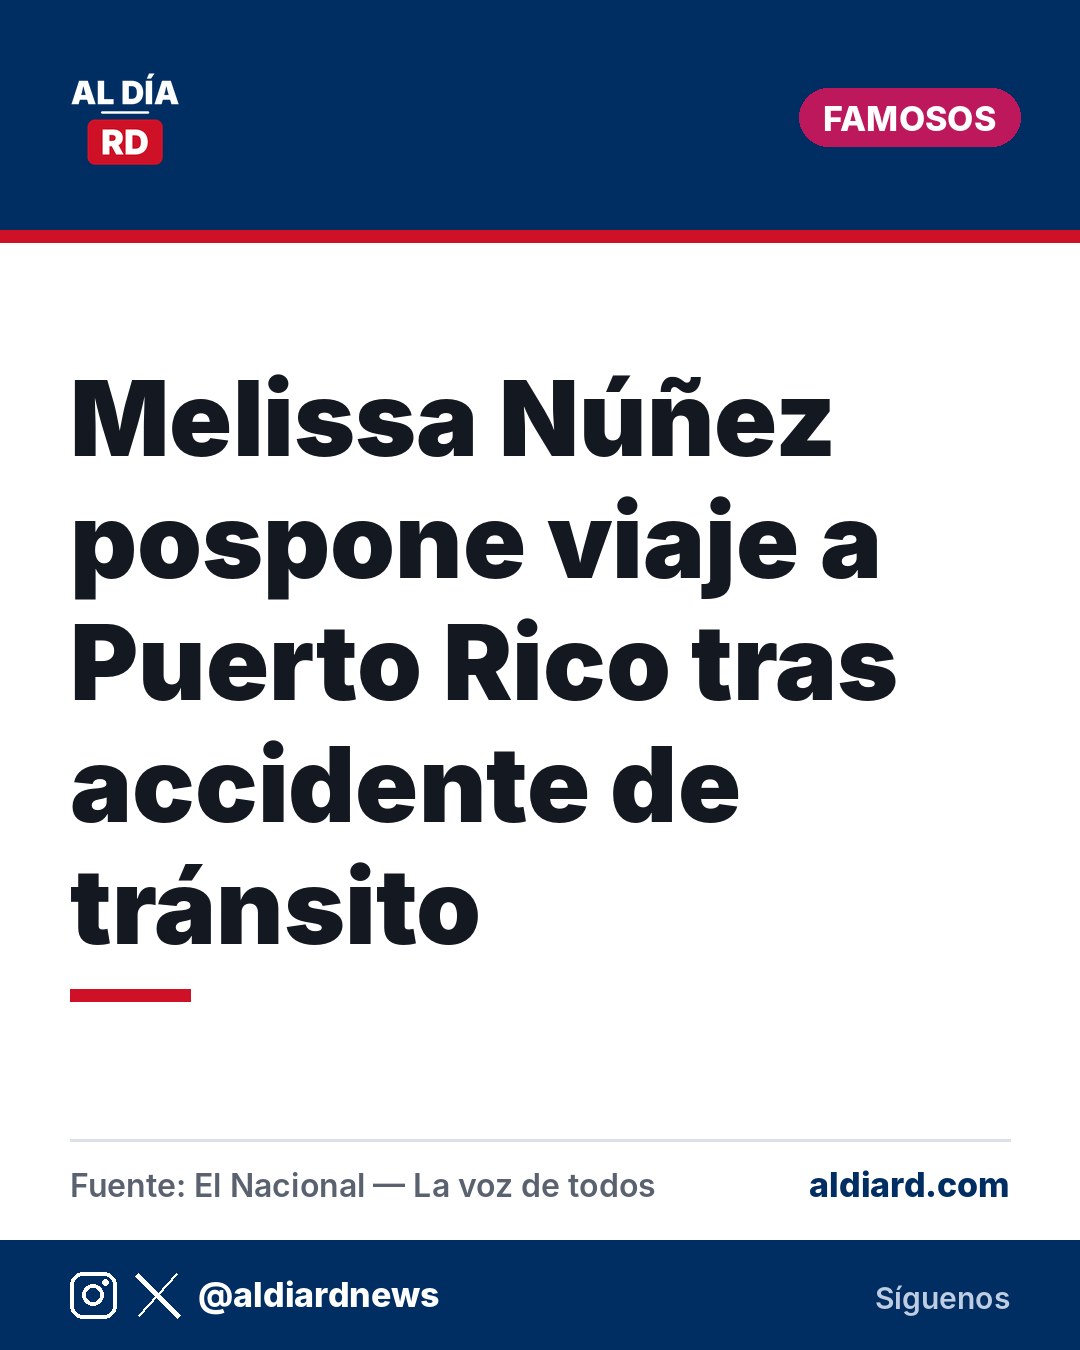 AL DÍA
RD
FAMOSOS
Melissa Núñez
pospone viaje a
Puerto Rico tras
accidente de
tránsito
Fuente: El Nacional — La voz de todos
aldiard.com
@aldiardnews
Síguenos